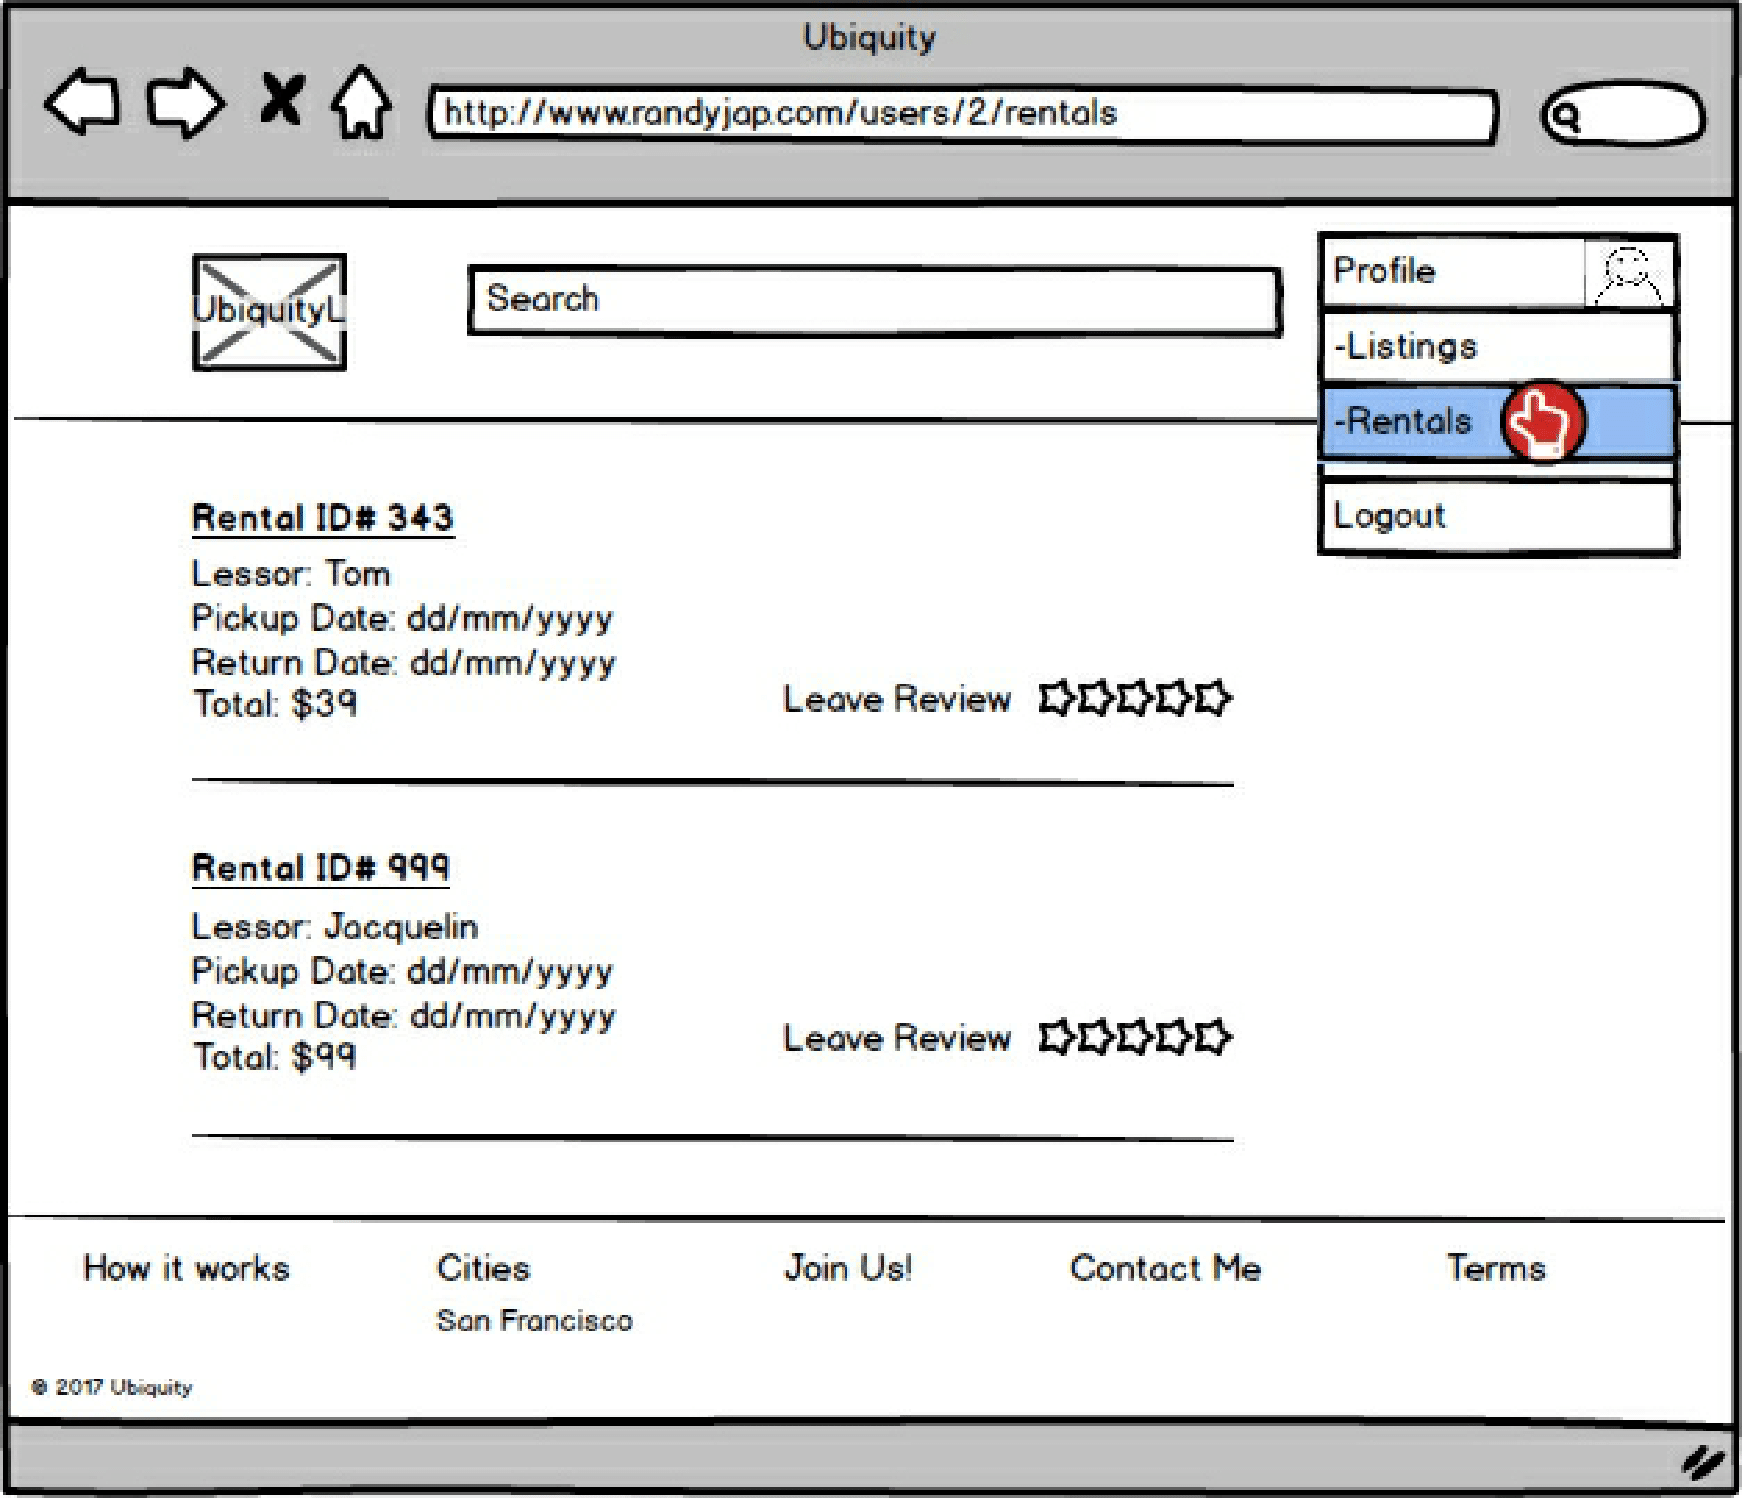 Ubiquity
http://www.randyjap.com/users/2/rentals
UbiquityL
Search
Profile
-Listings
-Rentals
Logout
Rental ID# 343
Lessor: Tom
Pickup Date: dd/mm/yyyy
Return Date: dd/mm/yyyy
Total: $39
Leave Review
Rental ID# 999
Lessor: Jacquelin
Pickup Date: dd/mm/yyyy
Return Date: dd/mm/yyyy
Total: $99
Leave Review
How it works
Cities
Join Us!
Contact Me
Terms
San Francisco
© 2017 Ubiquity